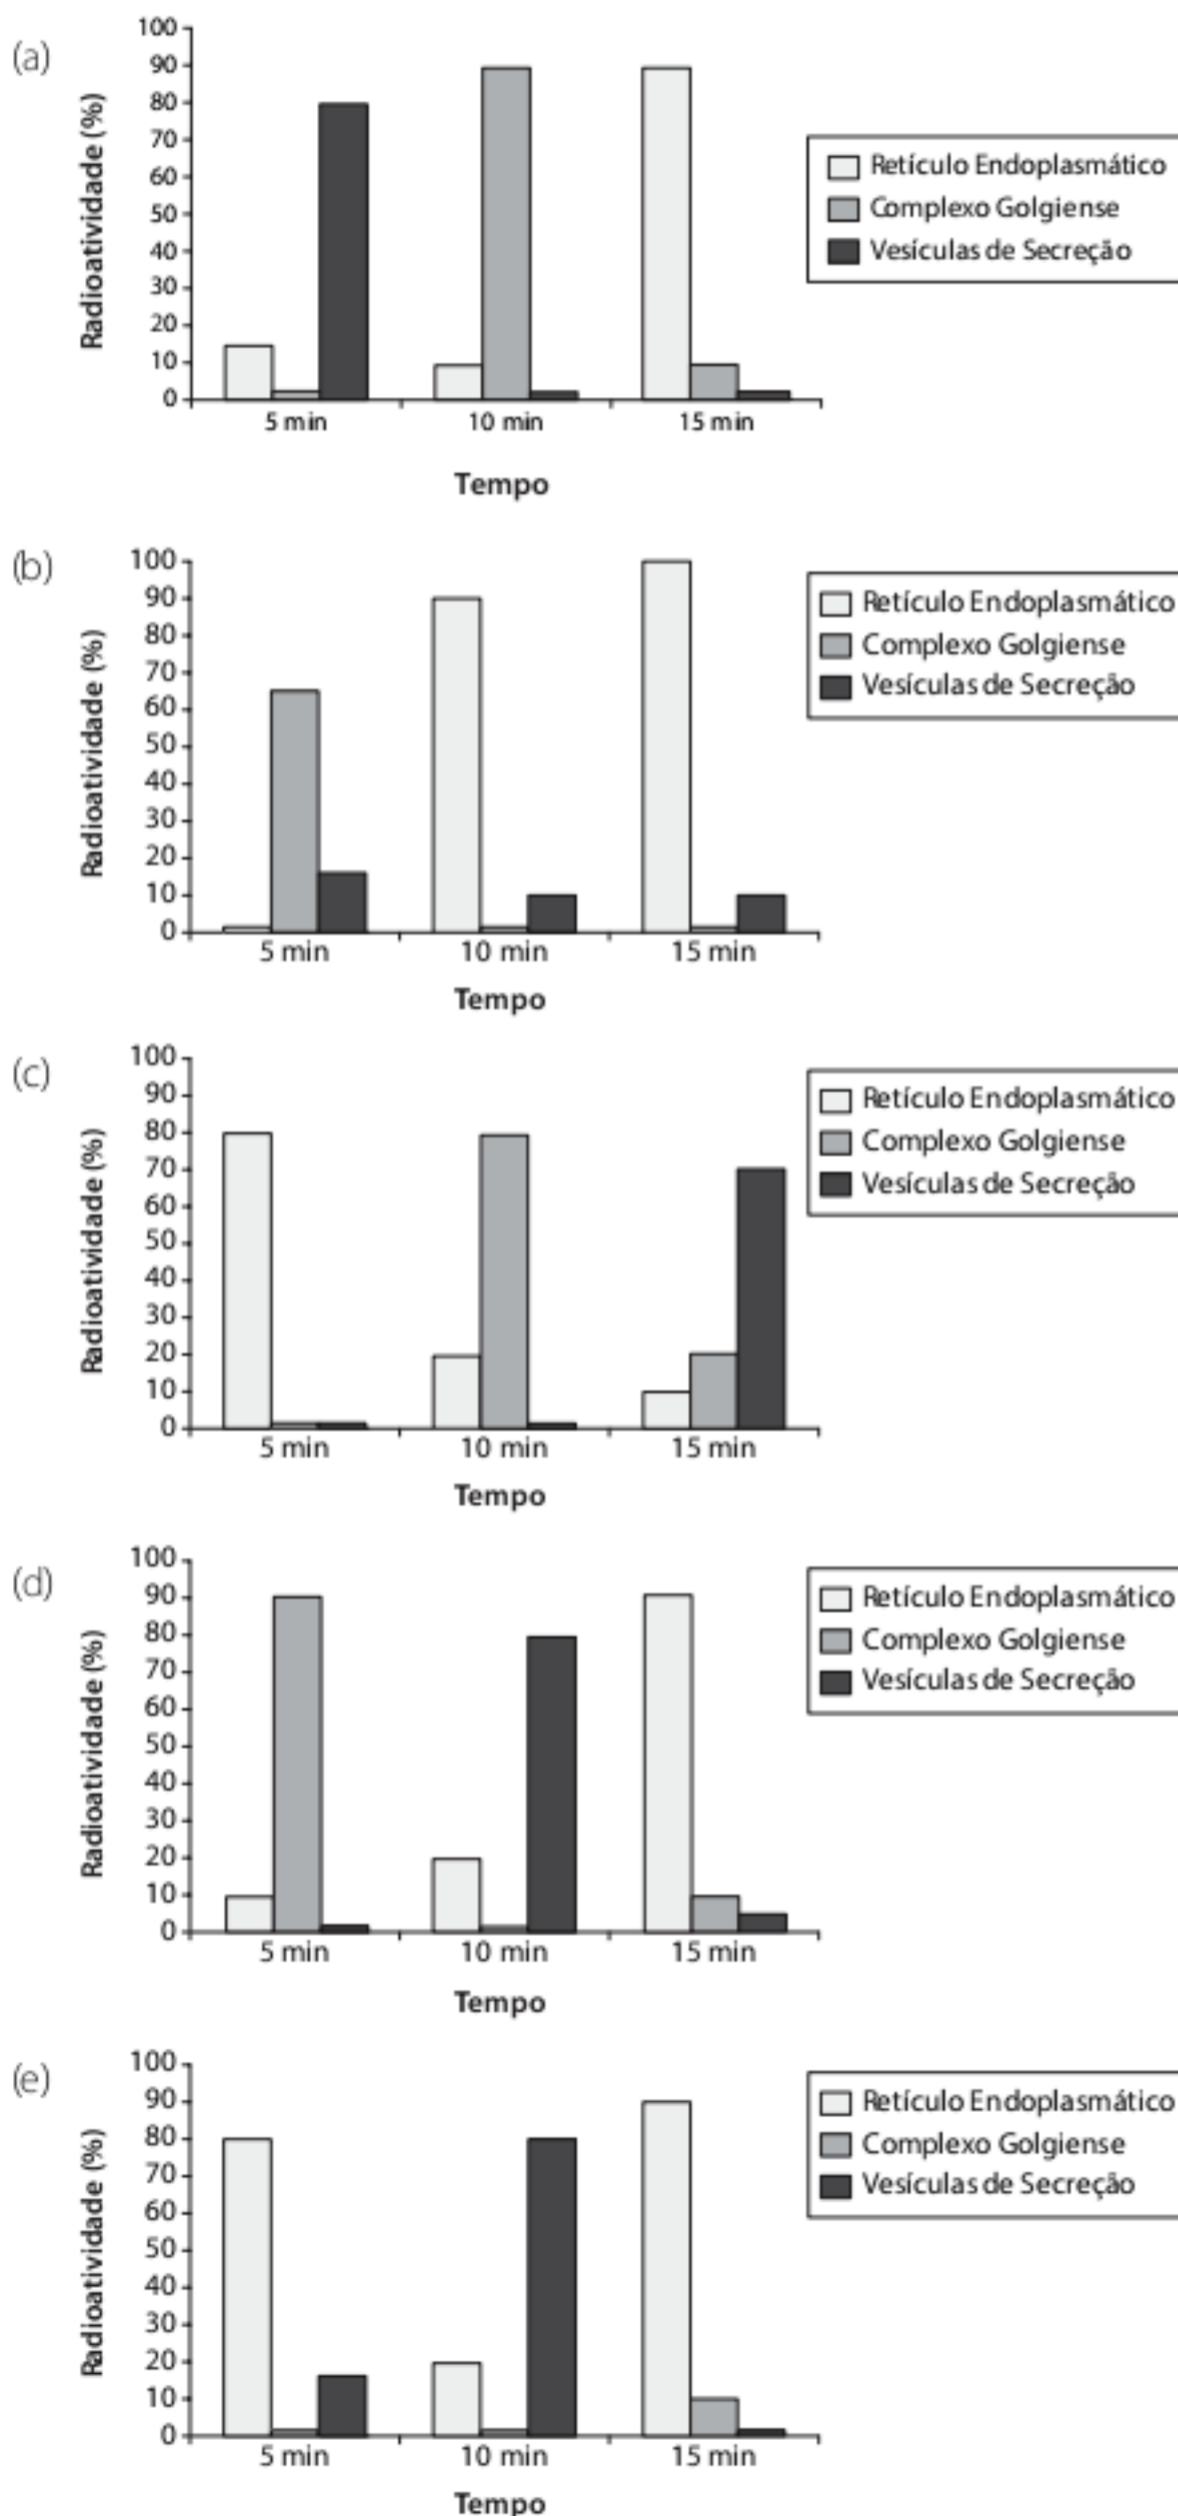 (a)
Radioatividade (%)
100
90
80
70
60
50
40
30
20
10
0
5 min
10 min
15 min
Tempo
Retículo Endoplasmático
Complexo Golgiense
Vesículas de Secreção
(b)
Radioatividade (%)
100
90
80
70
60
50
40
30
20
10
0
5 min
10 min
15 min
Tempo
Retículo Endoplasmático
Complexo Golgiense
Vesículas de Secreção
(c)
Radioatividade (%)
100
90
80
70
60
50
40
30
20
10
0
5 min
10 min
15 min
Tempo
Retículo Endoplasmático
Complexo Golgiense
Vesículas de Secreção
(d)
Radioatividade (%)
100
90
80
70
60
50
40
30
20
10
0
5 min
10 min
15 min
Tempo
Retículo Endoplasmático
Complexo Golgiense
Vesículas de Secreção
(e)
Radioatividade (%)
100
90
80
70
60
50
40
30
20
10
0
5 min
10 min
15 min
Tempo
Retículo Endoplasmático
Complexo Golgiense
Vesículas de Secreção